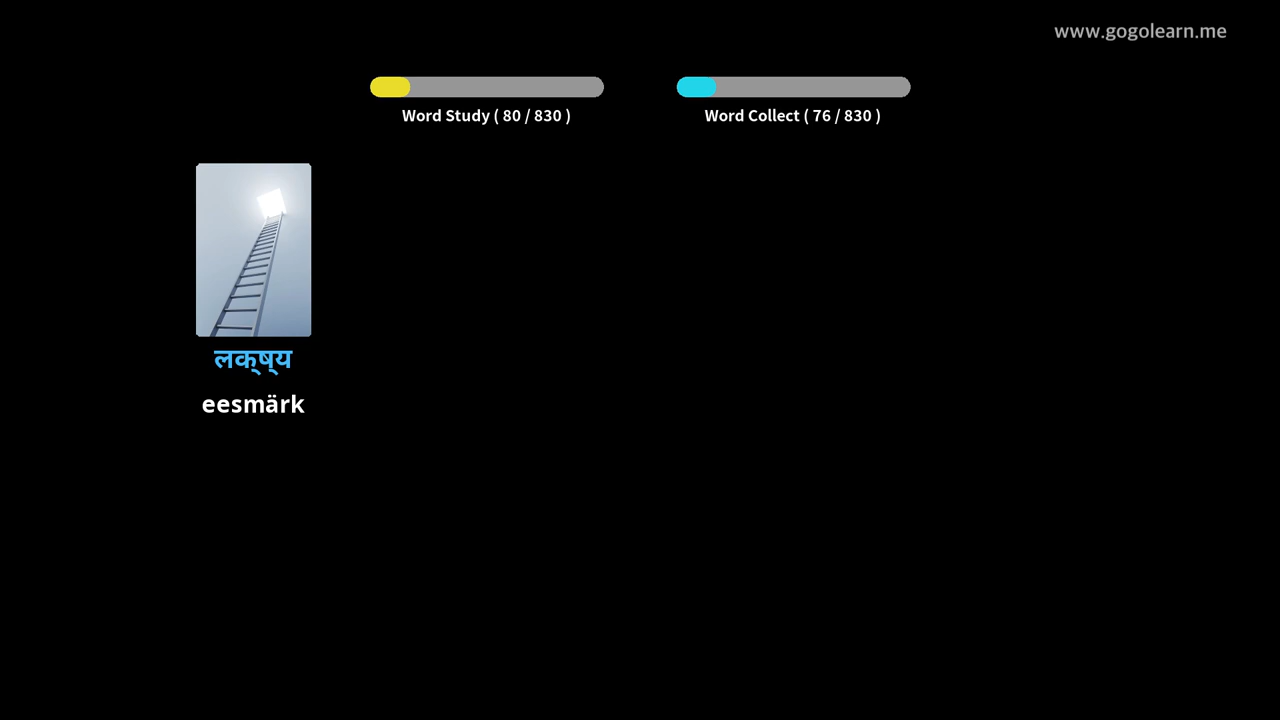 www.gogolearn.me
Word Study ( 80 / 830 )
Word Collect ( 76 / 830 )
लक्ष्य
eesmärk